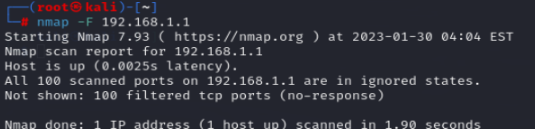 ┌──(root㉿kali)-[~]
└─# nmap -F 192.168.1.1
Starting Nmap 7.93 ( https://nmap.org ) at 2023-01-30 04:04 EST
Nmap scan report for 192.168.1.1
Host is up (0.0025s latency).
All 100 scanned ports on 192.168.1.1 are in ignored states.
Not shown: 100 filtered tcp ports (no-response)

Nmap done: 1 IP address (1 host up) scanned in 1.90 seconds